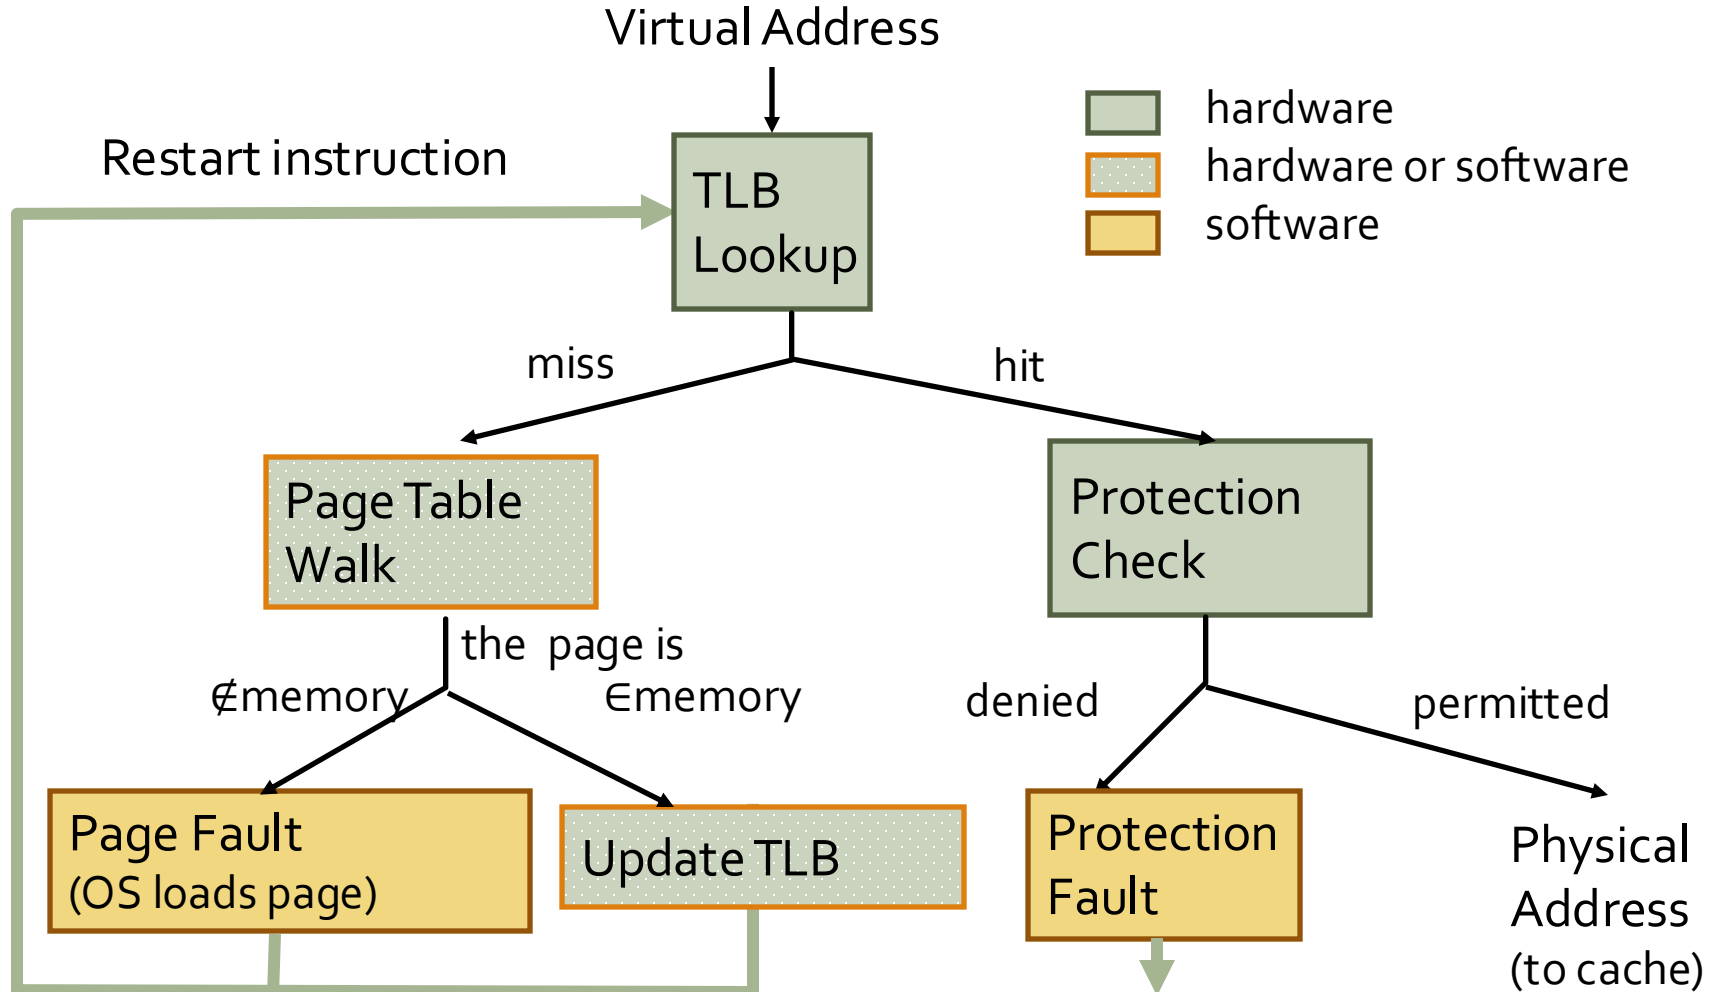 Virtual Address
hardware
hardware or software
software
Restart instruction
TLB
Lookup
miss
hit
Page Table
Walk
Protection
Check
the page is
∉memory
∈memory
denied
permitted
Page Fault
(OS loads page)
Update TLB
Protection
Fault
Physical
Address
(to cache)